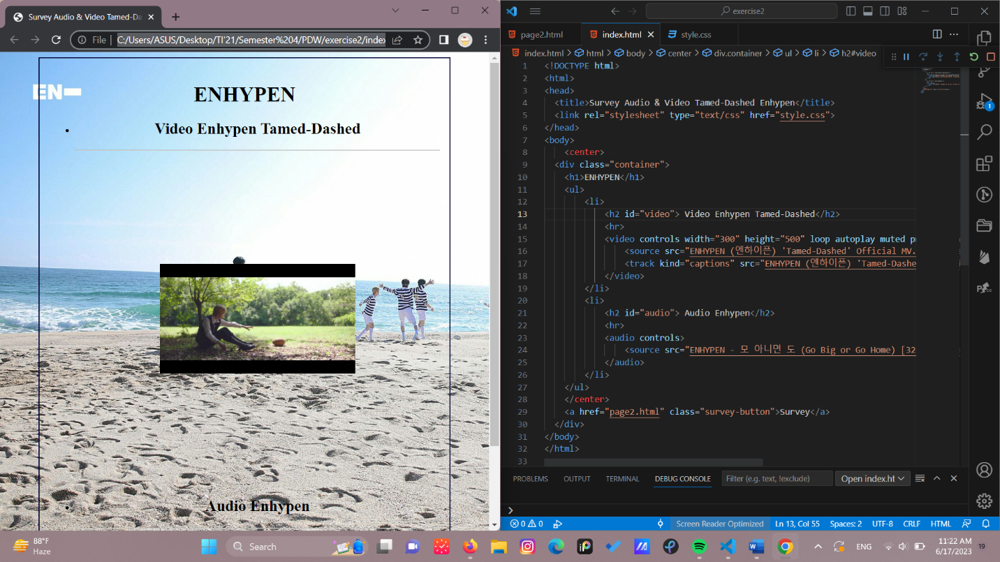 Survey Audio & Video Tamed-Da
File
C:/Users/ASUS/Desktop/TI'21/Semester%204/PDW/exercise2/index
EN-
ENHYPEN
• Video Enhypen Tamed-Dashed
• Audio Enhypen
exercise2
page2.html
index.html
style.css
index.html > html > body > center > div.container > ul > li > h2#video
1 <!DOCTYPE html>
2 <html>
3 <head>
4 <title>Survey Audio & Video Tamed-Dashed Enhypen</title>
5 <link rel="stylesheet" type="text/css" href="style.css">
6 </head>
7 <body>
8 <center>
9 <div class="container">
10 <h1>ENHYPEN</h1>
11 <ul>
12 <li>
13 <h2 id="video"> Video Enhypen Tamed-Dashed</h2>
14 <hr>
15 <video controls width="300" height="500" loop autoplay muted pr
16 <source src="ENHYPEN (엔하이픈) 'Tamed-Dashed' Official MV.
17 <track kind="captions" src="ENHYPEN (엔하이픈) 'Tamed-Dashe
18 </video>
19 </li>
20 <li>
21 <h2 id="audio"> Audio Enhypen</h2>
22 <hr>
23 <audio controls>
24 <source src="ENHYPEN - 모 아니면 도 (Go Big or Go Home) [32
25 </audio>
26 </li>
27 </ul>
28 </center>
29 <a href="page2.html" class="survey-button">Survey</a>
30 </div>
31 </body>
32 </html>
33
1
PROBLEMS OUTPUT TERMINAL DEBUG CONSOLE
Filter (e.g. text, !exclude)
Open index.ht
0 0
Screen Reader Optimized
Ln 13, Col 55
Spaces: 2
UTF-8
CRLF
HTML
88°F
Haze
Search
ENG
11:22 AM
6/17/2023
19